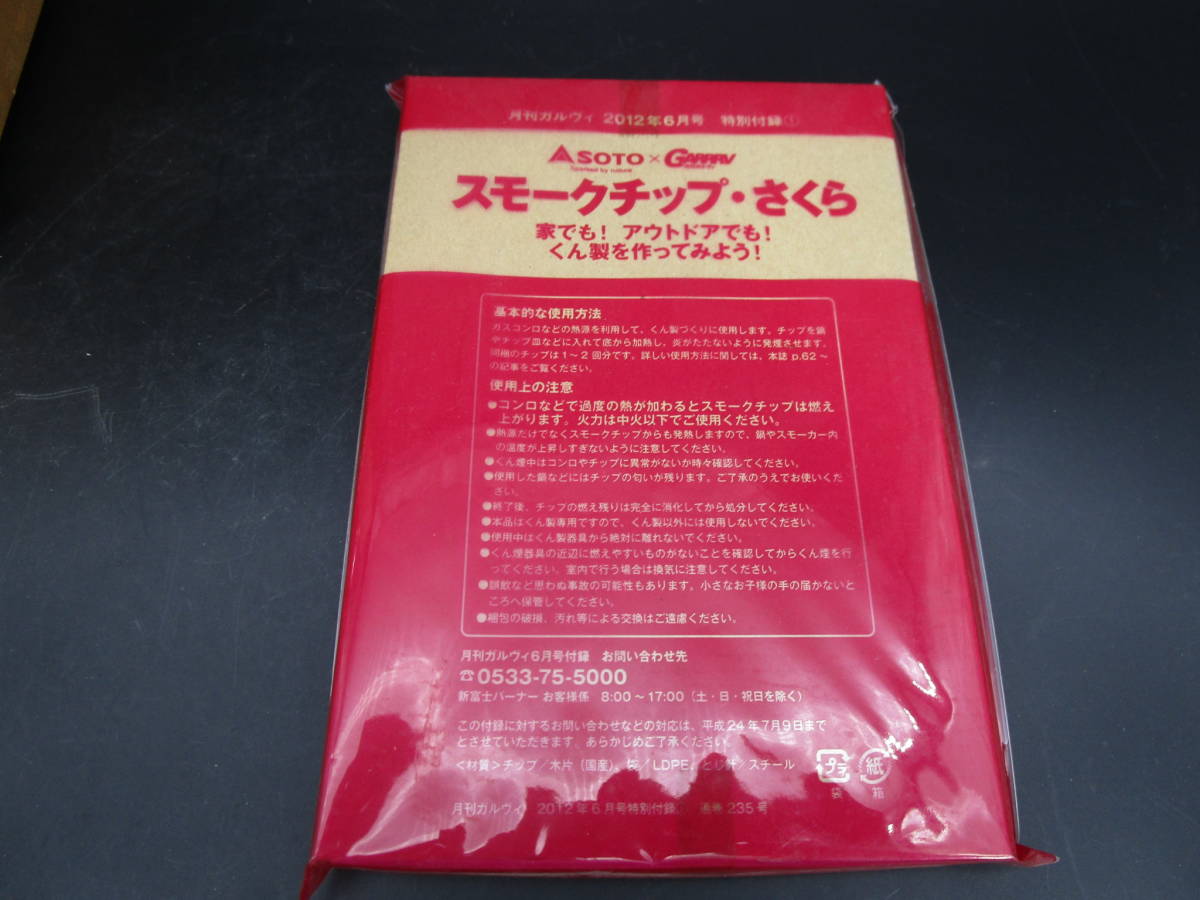 月刊ガルヴィ 2012年6月号 特別付録①
SOTO × GARRRV
スモークチップ・さくら
家でも！アウトドアでも！
くん製を作ってみよう！
基本的な使用方法
ガスコンロなどの熱源を利用して、くん製づくりに使用します。チップを鍋
やチップ皿などに入れて底から加熱し、炎がたたないように発煙させます。
同梱のチップは1〜2回分です。詳しい使用方法に関しては、本誌 p.62〜
の記事をご覧ください。
使用上の注意
●コンロなどで過度の熱が加わるとスモークチップは燃え
上がります。火力は中火以下でご使用ください。
●熱源だけでなくスモークチップからも発熱しますので、鍋やスモーカー内
の温度が上昇しすぎないように注意してください。
●くん煙中はコンロやチップに異常がないか時々確認してください。
●使用した鍋などにはチップの匂いが残ります。ご了承のうえでお使いくだ
さい。
●終了後、チップの燃え残りは完全に消化してから処分してください。
●本品はくん製専用ですので、くん製以外には使用しないでください。
●使用中はくん製器具から絶対に離れないでください。
●くん煙器具の近辺に燃えやすいものがないことを確認してからくん煙を行
ってください。室内で行う場合は換気に注意してください。
●誤飲など思わぬ事故の可能性もあります。小さなお子様の手の届かないと
ころへ保管してください。
●梱包の破損、汚れ等による交換はご遠慮ください。
月刊ガルヴィ6月号付録 お問い合わせ先
☎0533-75-5000
新富士バーナー お客様係 8:00〜17:00（土・日・祝日を除く）
この付録に対するお問い合わせなどの対応は、平成24年7月9日まで
とさせていただきます。あらかじめご了承ください。
＜材質＞チップ／木片（国産）、袋／LDPE、とじ針／スチール
プラ 紙
袋 箱
月刊ガルヴィ 2012年6月号特別付録① 通巻235号